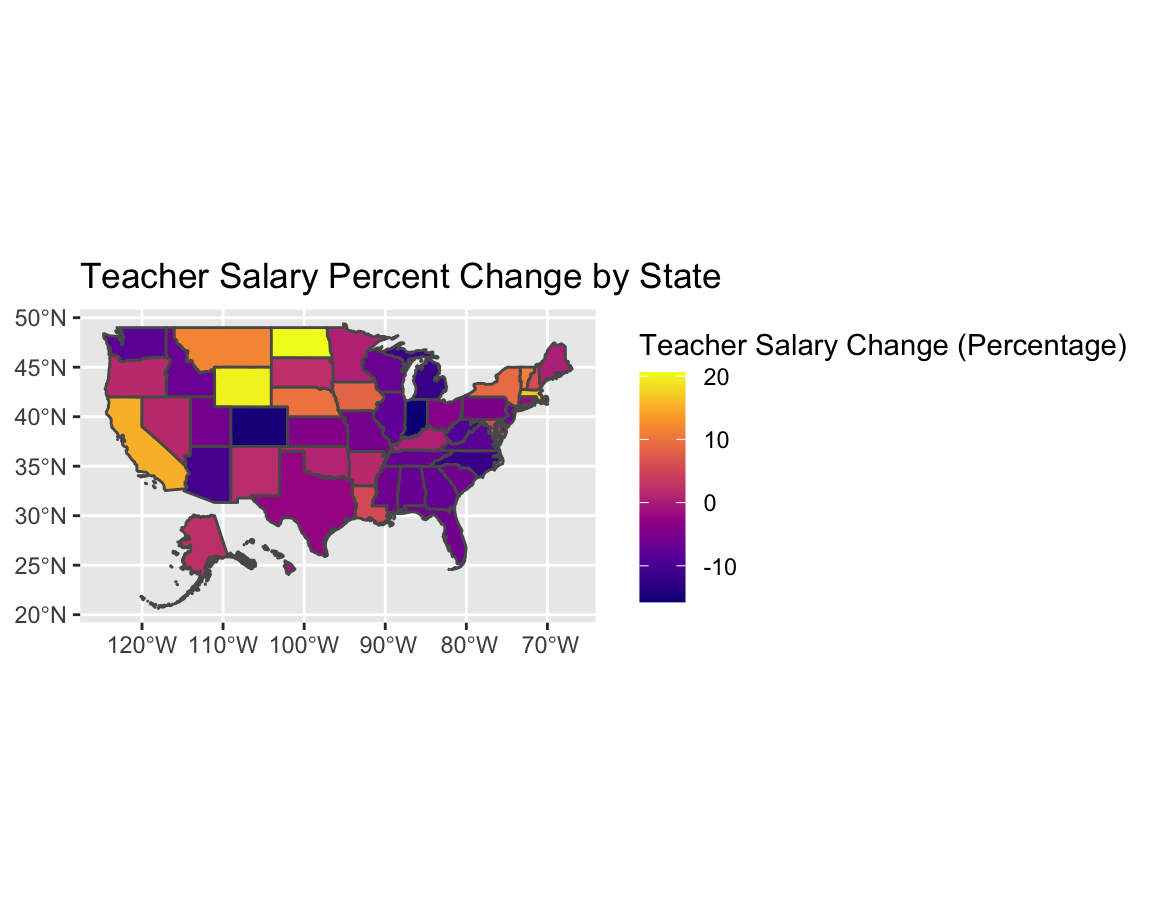 Teacher Salary Percent Change by State
50°N
45°N
40°N
35°N
30°N
25°N
20°N
120°W 110°W 100°W 90°W 80°W 70°W
Teacher Salary Change (Percentage)
20
10
0
-10